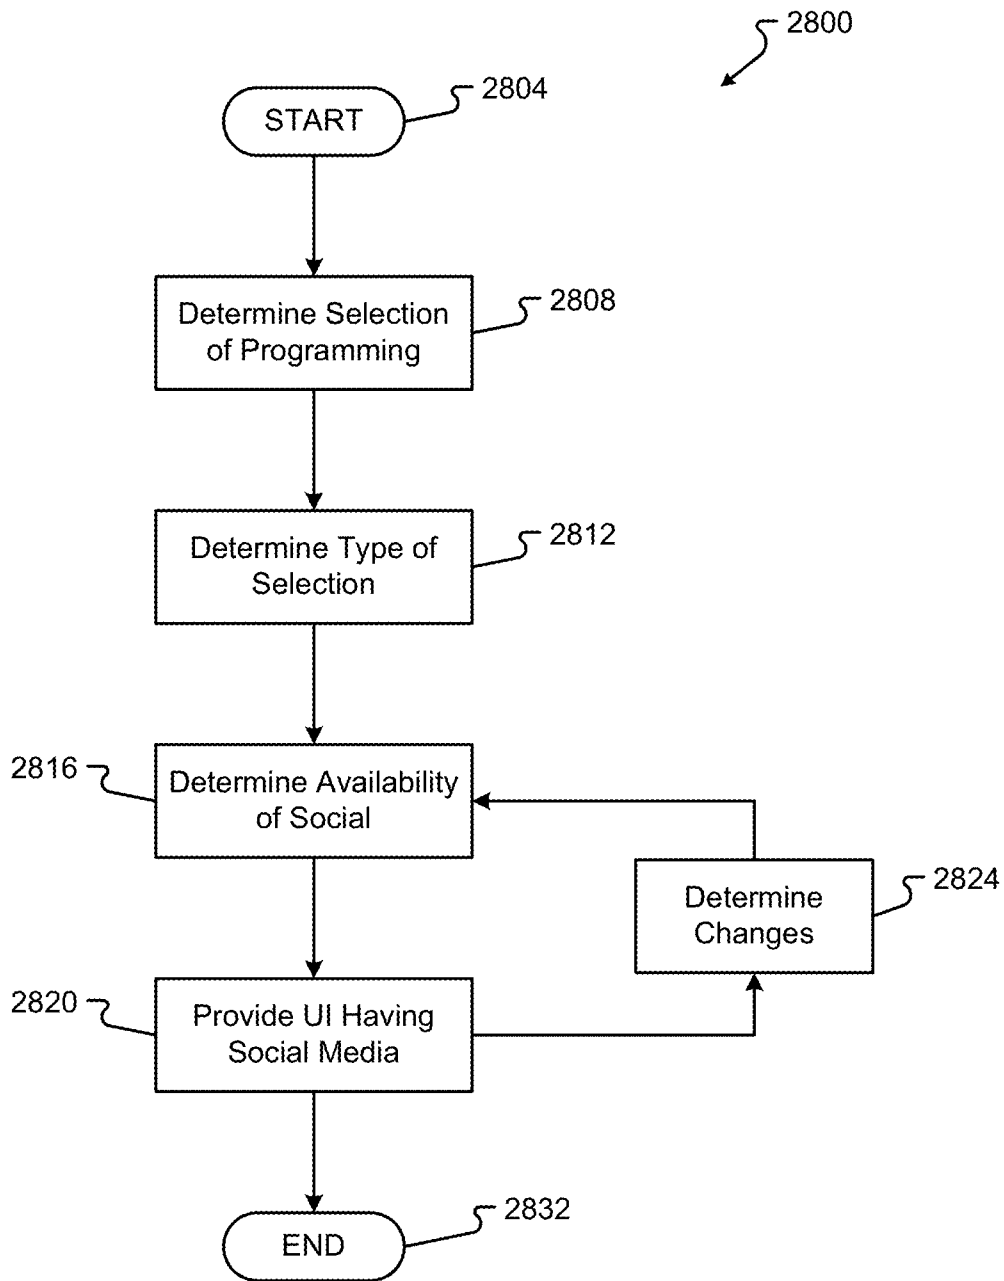 2800
START
2804
Determine Selection
of Programming
2808
Determine Type of
Selection
2812
2816
Determine Availability
of Social
Determine
Changes
2824
2820
Provide UI Having
Social Media
END
2832